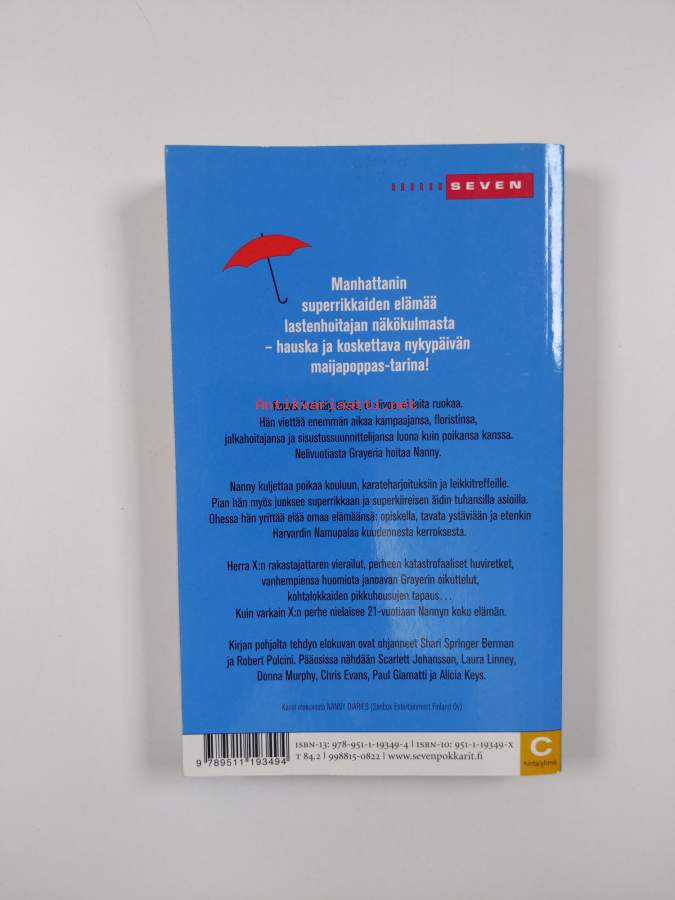 SEVEN
Manhattanin
superrikkaiden elämää
lastenhoitajan näkökulmasta
– hauska ja koskettava nykypäivän
maijapoppas-tarina!
Antikvariaatti.net
ruokaa.
Hän viettää enemmän aikaa kampaajansa, floristinsa,
jalkahoitajansa ja sisustussuunnittelijansa luona kuin poikansa kanssa.
Nelivuotiasta Grayeria hoitaa Nanny.
Nanny kuljettaa poikaa kouluun, karateharjoituksiin ja leikkitreffeille.
Pian hän myös juoksee superrikkaan ja superkiireisen äidin tuhansilla asioilla.
Ohessa hän yrittää elää omaa elämäänsä: opiskella, tavata ystäviään ja etenkin
Harvardin Namupalaa kuudennesta kerroksesta.
Herra X:n rakastajattaren vierailut, perheen katastrofaaliset huviretket,
vanhempiensa huomiota janoavan Grayerin oikuttelut,
kohtalokkaiden pikkuhousujen tapaus...
Kuin varkain X:n perhe nielaisee 21-vuotiaan Nannyn koko elämän.
Kirjan pohjalta tehdyn elokuvan ovat ohjanneet Shari Springer Berman
ja Robert Pulcini. Pääosissa nähdään Scarlett Johansson, Laura Linney,
Donna Murphy, Chris Evans, Paul Giamatti ja Alicia Keys.
Kansi elokuvasta NANNY DIARIES (Sanbox Entertainment Finland Oy)
ISBN-13: 978-951-1-19349-4 | ISBN-10: 951-1-19349-X
T 84.2 | 998815-0822 | www.sevenpokkarit.fi
9 789511 193494
C
hintaryhmä